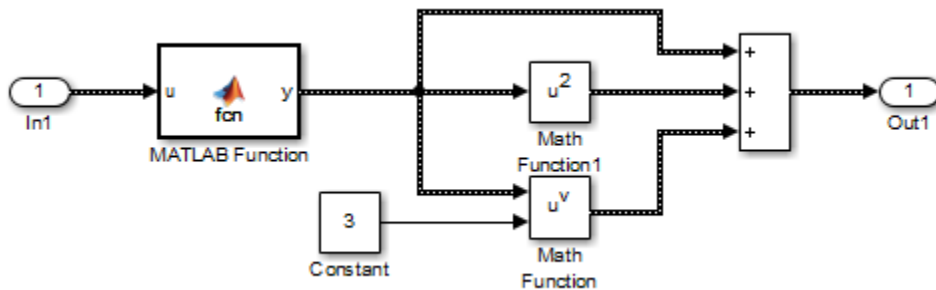 1
In1
u
fcn
y
MATLAB Function
u²
Math
Function1
3
Constant
uᵛ
Math
Function
+
+
+
1
Out1